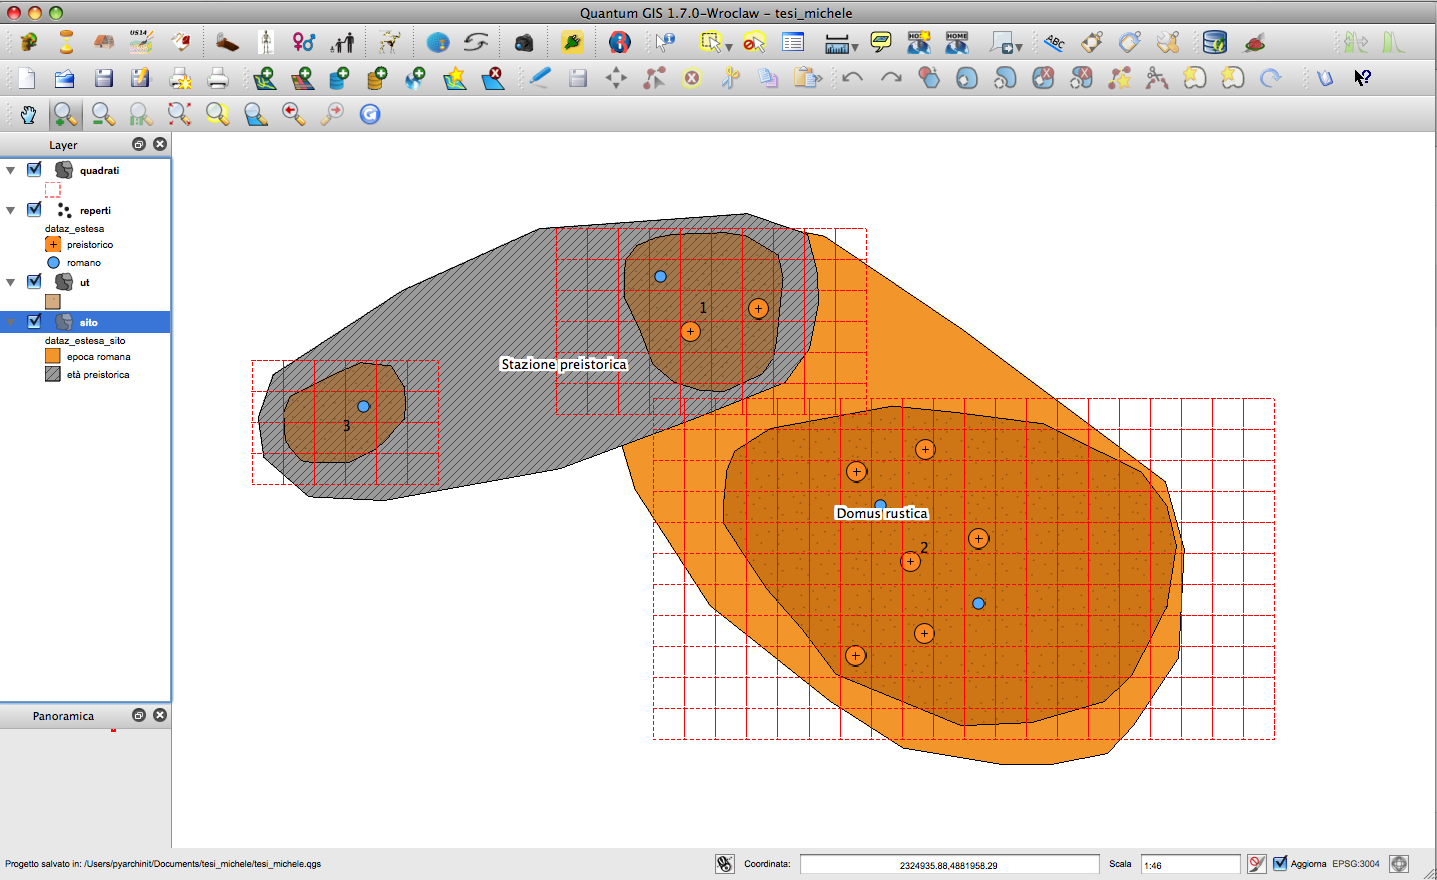 Quantum GIS 1.7.0-Wroclaw - tesi_michele
US14
HOME
ABC
Layer
quadrati
reperti
dataz_estesa
preistorico
romano
ut
sito
dataz_estesa_sito
epoca romana
età preistorica
1
Stazione preistorica
3
Domus rustica
2
Panoramica
Progetto salvato in: /Users/pyarchinit/Documents/tesi_michele/tesi_michele.qgs
Coordinata:
2324935.88,4881958.29
Scala
1:46
Aggiorna
EPSG:3004